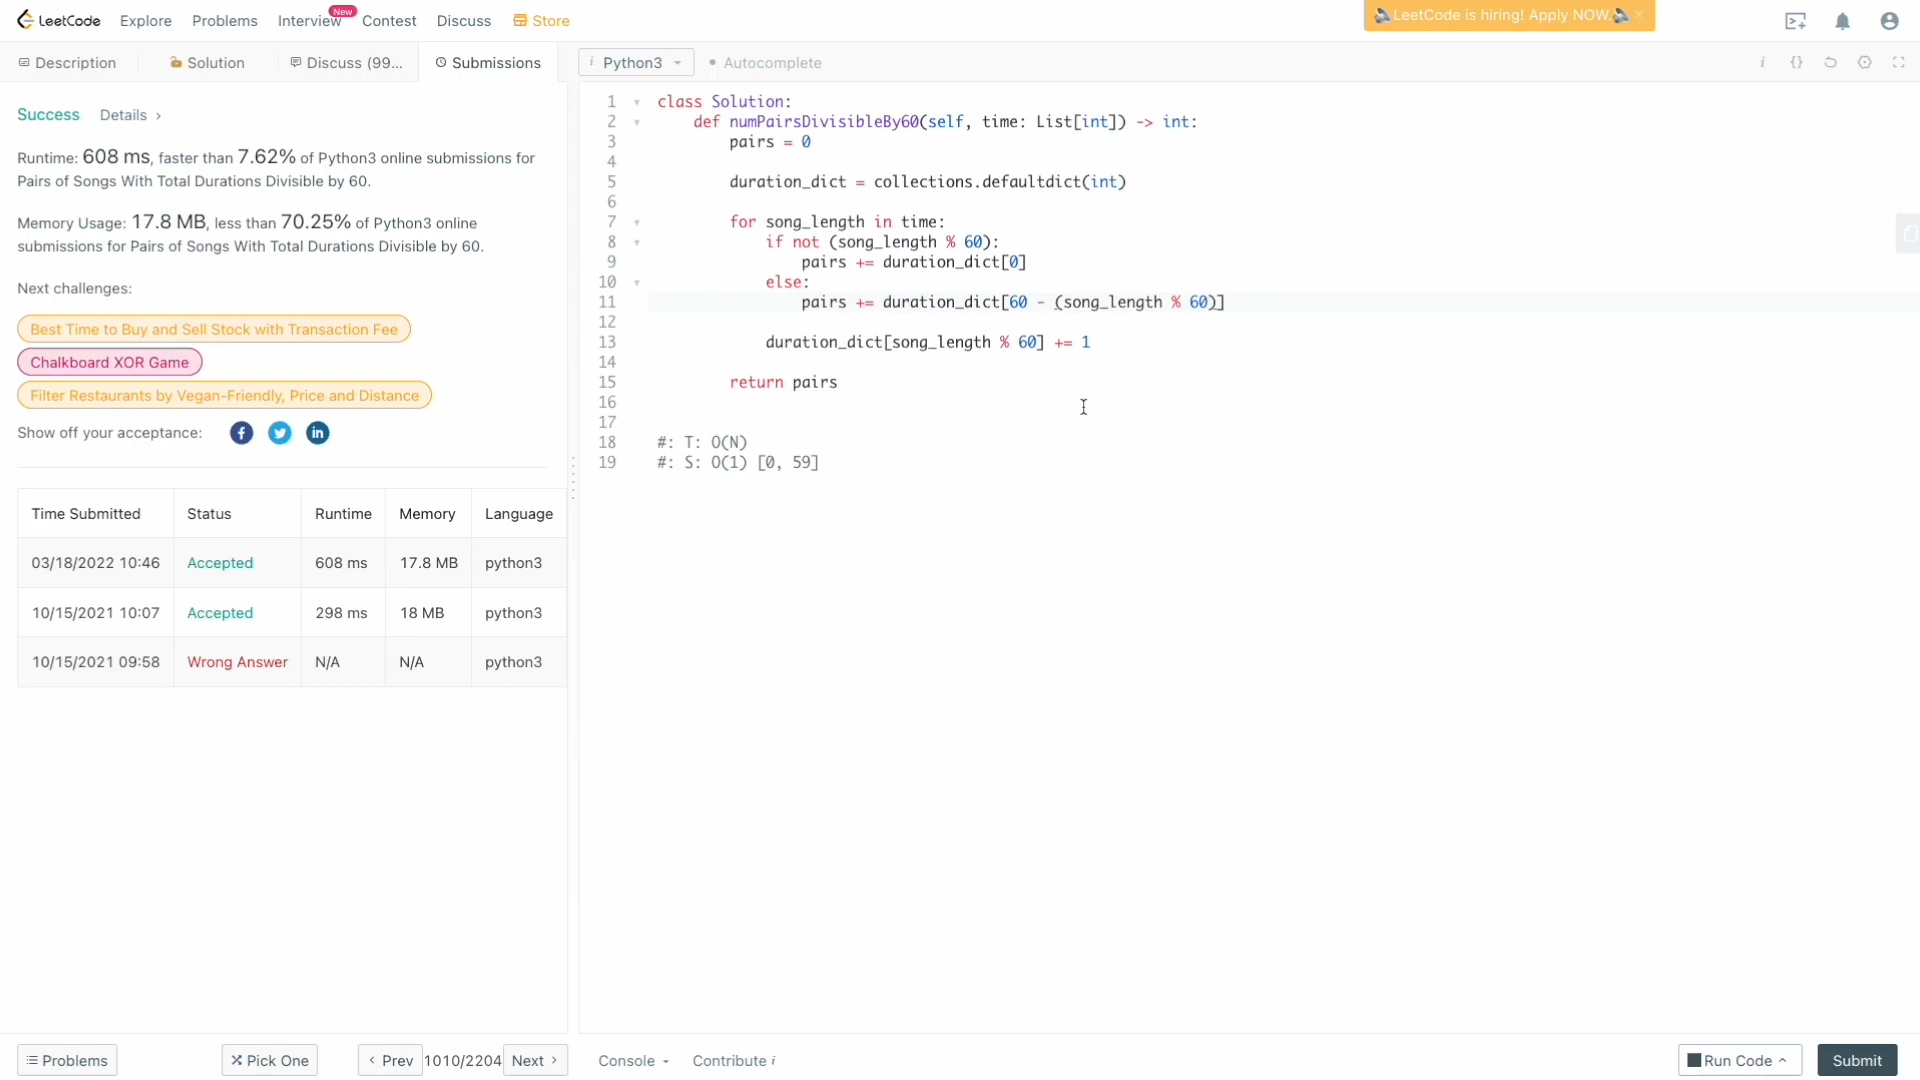 LeetCode
Explore
Problems
Interview
New
Contest
Discuss
Store
LeetCode is hiring! Apply NOW. ×
Description
Solution
Discuss (99...
Submissions
i Python3
Autocomplete
i {}
Success
Details ›
Runtime: 608 ms, faster than 7.62% of Python3 online submissions for
Pairs of Songs With Total Durations Divisible by 60.
Memory Usage: 17.8 MB, less than 70.25% of Python3 online
submissions for Pairs of Songs With Total Durations Divisible by 60.
Next challenges:
Best Time to Buy and Sell Stock with Transaction Fee
Chalkboard XOR Game
Filter Restaurants by Vegan-Friendly, Price and Distance
Show off your acceptance:
f
in
Time Submitted Status Runtime Memory Language
03/18/2022 10:46 Accepted 608 ms 17.8 MB python3
10/15/2021 10:07 Accepted 298 ms 18 MB python3
10/15/2021 09:58 Wrong Answer N/A N/A python3
1 class Solution:
2     def numPairsDivisibleBy60(self, time: List[int]) -> int:
3         pairs = 0
4
5         duration_dict = collections.defaultdict(int)
6
7         for song_length in time:
8             if not (song_length % 60):
9                 pairs += duration_dict[0]
10             else:
11                 pairs += duration_dict[60 - (song_length % 60)]
12
13             duration_dict[song_length % 60] += 1
14
15         return pairs
16
17
18 #: T: O(N)
19 #: S: O(1) [0, 59]
Problems
Pick One
‹ Prev
1010/2204
Next ›
Console
Contribute i
Run Code
Submit